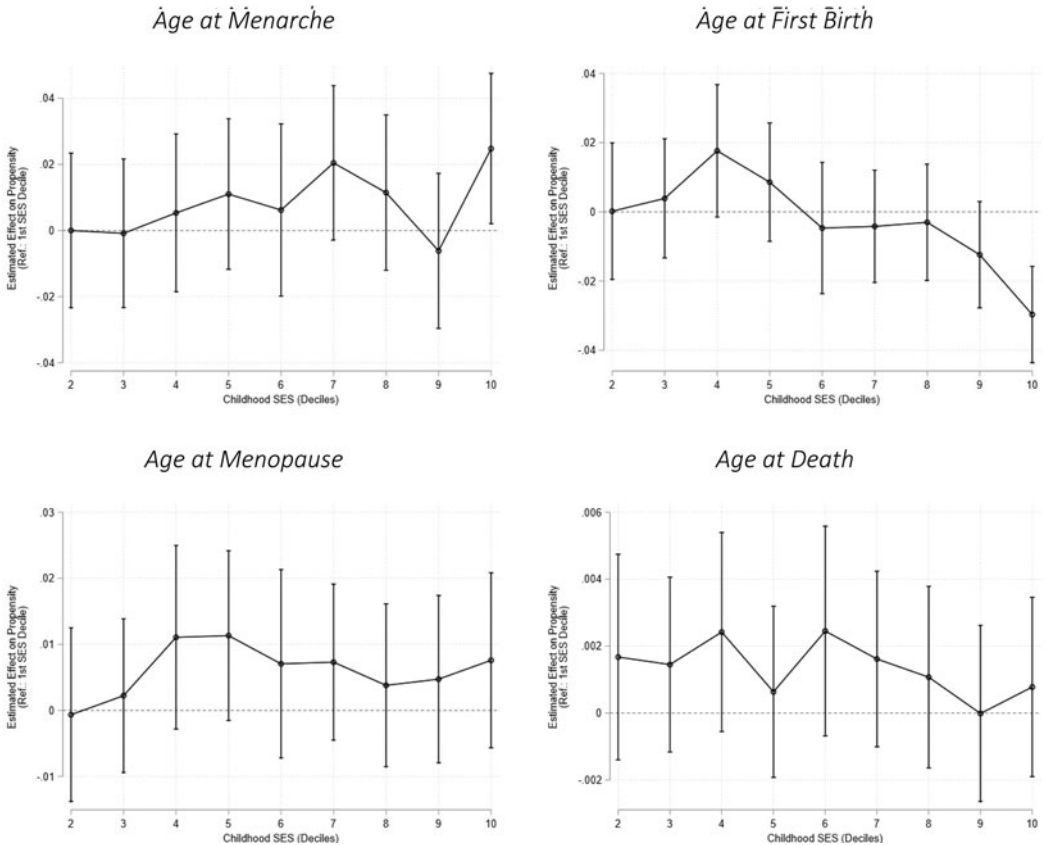 Age at Menarche
Estimated Effect on Propensity
(Ref.: 1st SES Decile)
.04
.02
0
-.02
-.04
2 3 4 5 6 7 8 9 10
Childhood SES (Deciles)
Age at First Birth
Estimated Effect on Propensity
(Ref.: 1st SES Decile)
.04
.02
0
-.02
-.04
2 3 4 5 6 7 8 9 10
Childhood SES (Deciles)
Age at Menopause
Estimated Effect on Propensity
(Ref.: 1st SES Decile)
.03
.02
.01
0
-.01
2 3 4 5 6 7 8 9 10
Childhood SES (Deciles)
Age at Death
Estimated Effect on Propensity
(Ref.: 1st SES Decile)
.006
.004
.002
0
-.002
2 3 4 5 6 7 8 9 10
Childhood SES (Deciles)